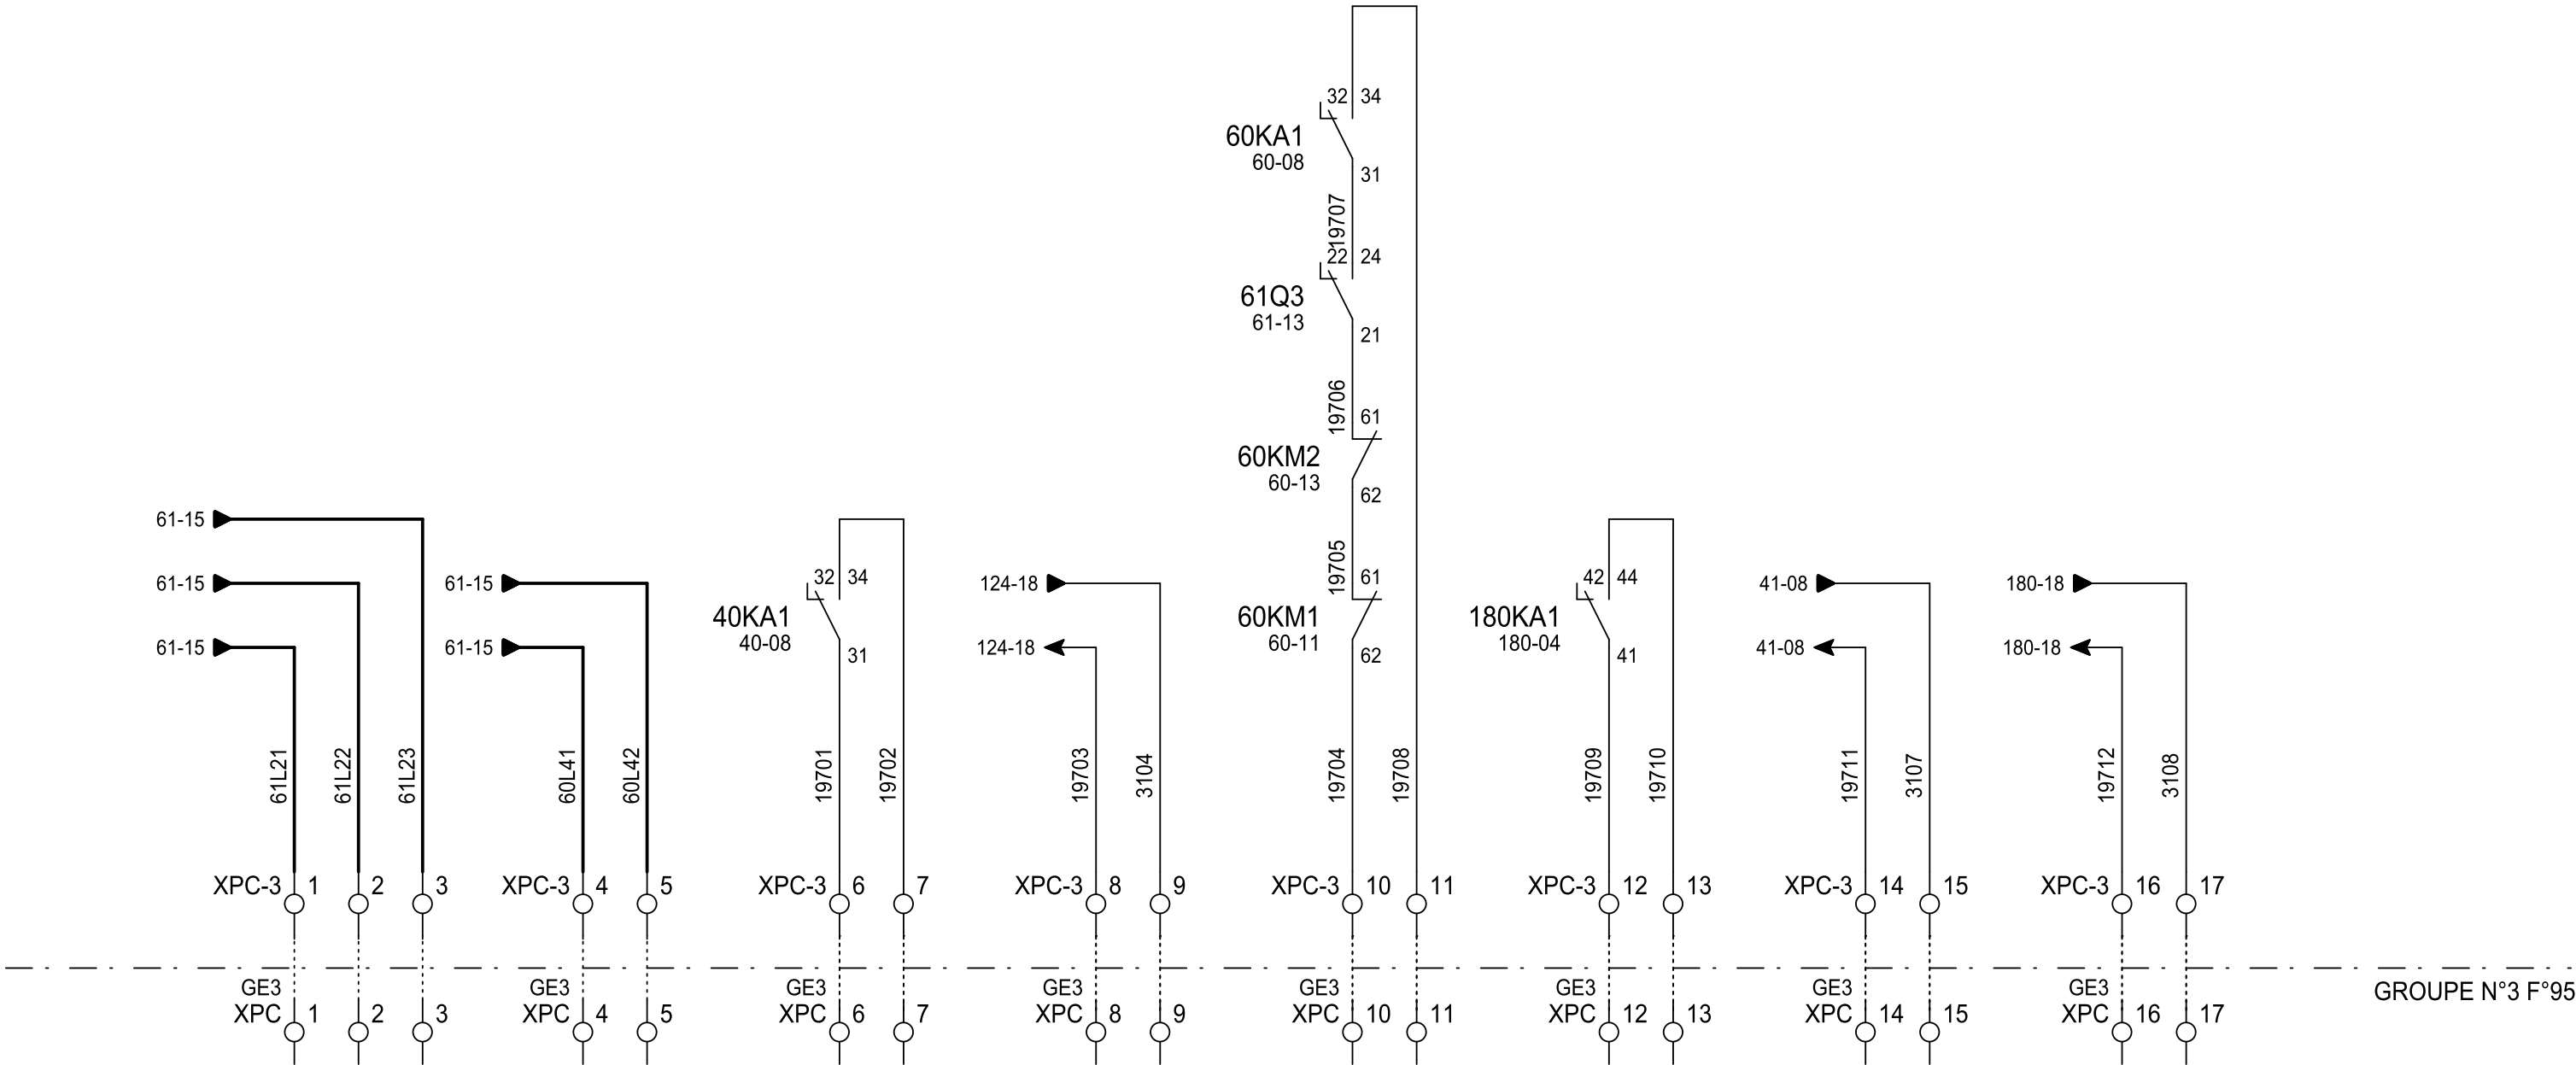 32 34
60KA1
60-08
31
19707
22 24
61Q3
61-13
21
19706
61
60KM2
60-13
62
61-15
61-15 61-15 32 34 124-18 19705 61 42 44 41-08 180-18
40KA1 60KM1 180KA1
61-15 61-15 40-08 124-18 60-11 180-04 41-08 180-18
31 62 41
61L21 61L22 61L23 60L41 60L42 19701 19702 19703 3104 19704 19708 19709 19710 19711 3107 19712 3108
XPC-3 1 2 3 XPC-3 4 5 XPC-3 6 7 XPC-3 8 9 XPC-3 10 11 XPC-3 12 13 XPC-3 14 15 XPC-3 16 17
GE3 GE3 GE3 GE3 GE3 GE3 GE3 GE3
GROUPE N°3 F°95
XPC 1 2 3 XPC 4 5 XPC 6 7 XPC 8 9 XPC 10 11 XPC 12 13 XPC 14 15 XPC 16 17